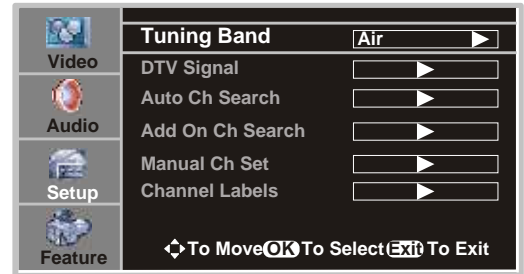 Video
Audio
Setup
Feature
Tuning Band Air
DTV Signal
Auto Ch Search
Add On Ch Search
Manual Ch Set
Channel Labels
To Move OK To Select Exit To Exit